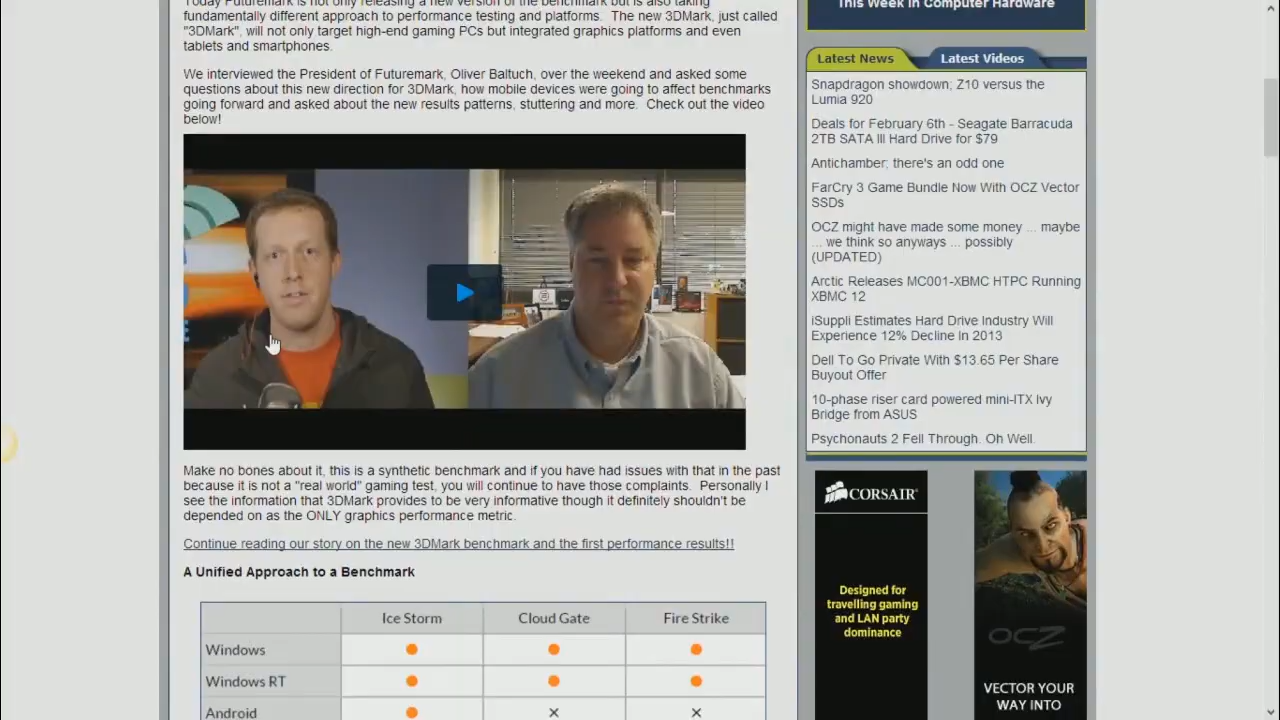 Today Futuremark is not only releasing a new version of the benchmark but is also taking
fundamentally different approach to performance testing and platforms. The new 3DMark, just called
"3DMark", will not only target high-end gaming PCs but integrated graphics platforms and even
tablets and smartphones.
We interviewed the President of Futuremark, Oliver Baltuch, over the weekend and asked some
questions about this new direction for 3DMark, how mobile devices were going to affect benchmarks
going forward and asked about the new results patterns, stuttering and more. Check out the video
below!
Make no bones about it, this is a synthetic benchmark and if you have had issues with that in the past
because it is not a "real world" gaming test, you will continue to have those complaints. Personally I
see the information that 3DMark provides to be very informative though it definitely shouldn't be
depended on as the ONLY graphics performance metric.
Continue reading our story on the new 3DMark benchmark and the first performance results!!
A Unified Approach to a Benchmark
Ice Storm Cloud Gate Fire Strike
Windows
Windows RT
Android
This Week in Computer Hardware
Latest News Latest Videos
Snapdragon showdown; Z10 versus the
Lumia 920
Deals for February 6th - Seagate Barracuda
2TB SATA III Hard Drive for $79
Antichamber; there's an odd one
FarCry 3 Game Bundle Now With OCZ Vector
SSDs
OCZ might have made some money ... maybe
... we think so anyways ... possibly
(UPDATED)
Arctic Releases MC001-XBMC HTPC Running
XBMC 12
iSuppli Estimates Hard Drive Industry Will
Experience 12% Decline In 2013
Dell To Go Private With $13.65 Per Share
Buyout Offer
10-phase riser card powered mini-ITX Ivy
Bridge from ASUS
Psychonauts 2 Fell Through. Oh Well.
CORSAIR
Designed for
travelling gaming
and LAN party
dominance
OCZ
VECTOR YOUR
WAY INTO